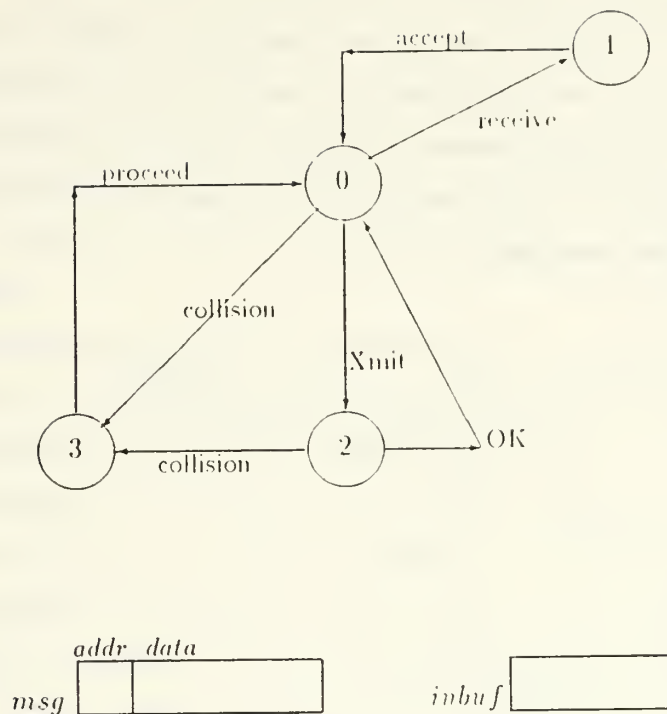 accept
1
receive
proceed
0
collision
Xmit
3
collision
2
OK
addr data
msg
inbuf